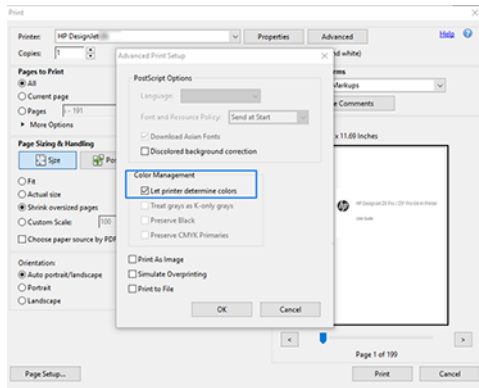 Print
Printer: HP DesignJet Properties Advanced Help
Copies: 1
Pages to Print
All
Current page
Pages 1 - 191
More Options
Page Sizing & Handling
Size
Fit
Actual size
Shrink oversized pages
Custom Scale: 100
Choose paper source by PDF
Orientation:
Auto portrait/landscape
Portrait
Landscape
Advanced Print Setup
PostScript Options
Language:
Font and Resource Policy: Send at Start
Download Asian Fonts
Discolored background correction
Color Management
Let printer determine colors
Treat grays as K-only grays
Preserve Black
Preserve CMYK Primaries
Print As Image
Simulate Overprinting
Print to File
OK Cancel
x 11.69 Inches
User Guide
< >
Page 1 of 199
Page Setup... Print Cancel